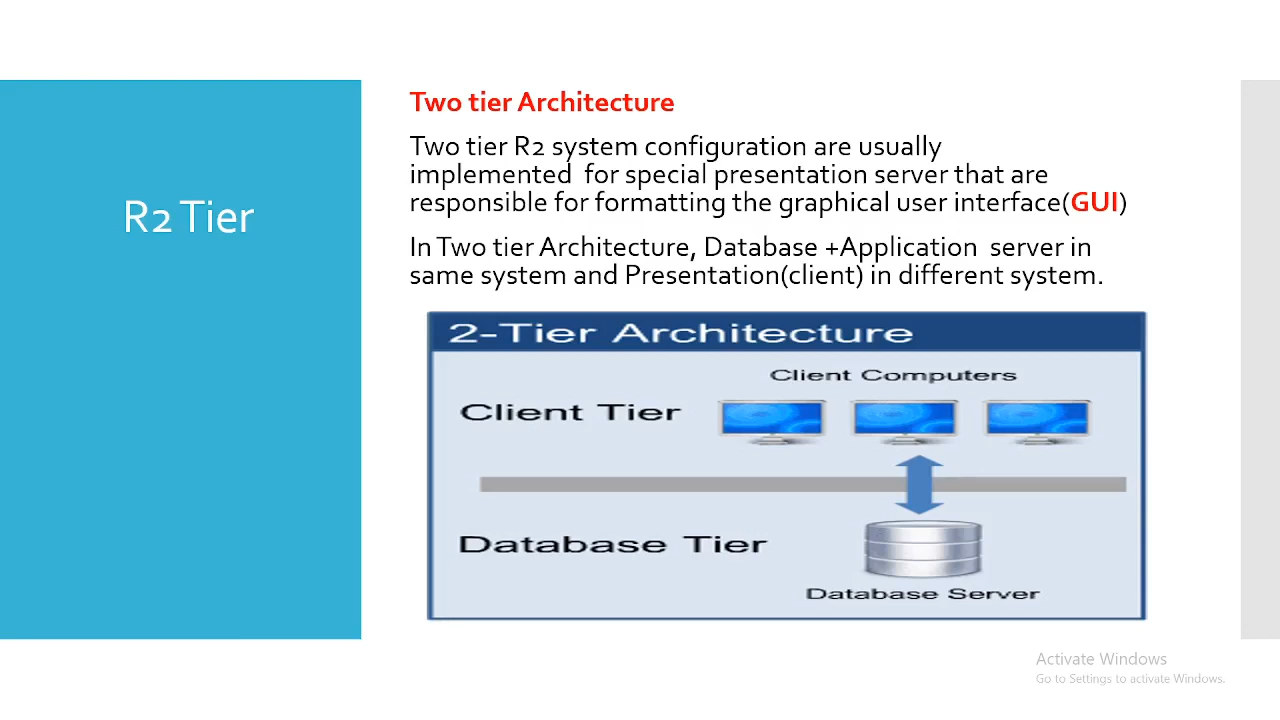 R2 Tier
Two tier Architecture
Two tier R2 system configuration are usually
implemented for special presentation server that are
responsible for formatting the graphical user interface(GUI)
In Two tier Architecture, Database +Application server in
same system and Presentation(client) in different system.
2-Tier Architecture
Client Computers
Client Tier
Database Tier
Database Server
Activate Windows
Go to Settings to activate Windows.